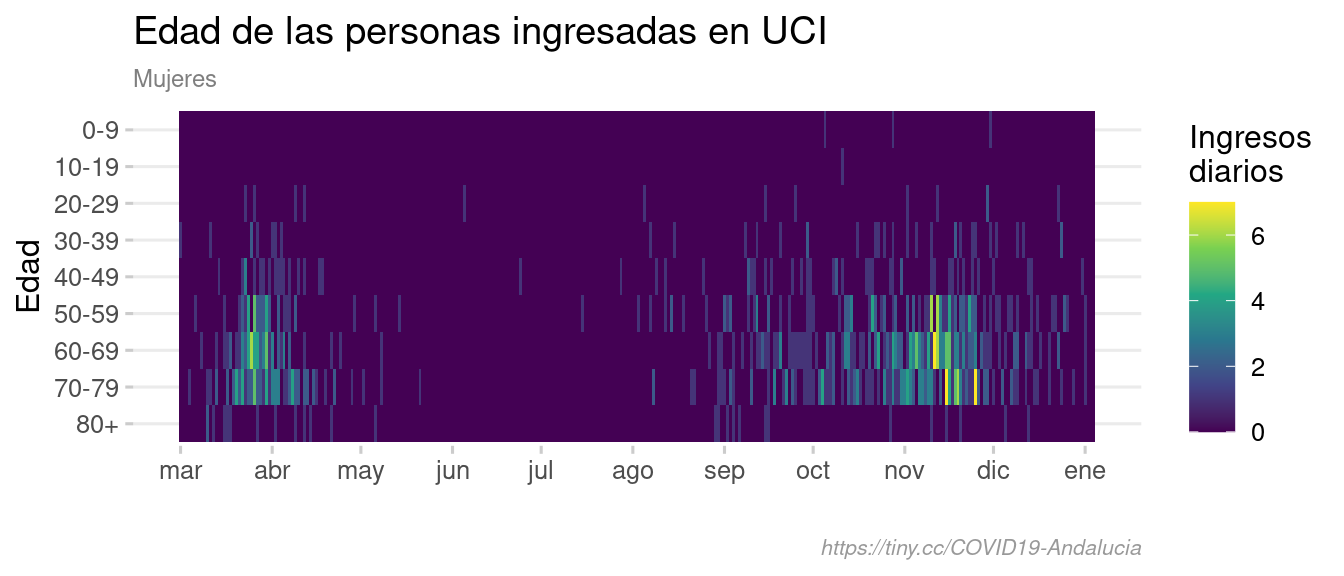 Edad de las personas ingresadas en UCI
Mujeres
Edad
0-9
10-19
20-29
30-39
40-49
50-59
60-69
70-79
80+
mar abr may jun jul ago sep oct nov dic ene
Ingresos
diarios
6
4
2
0
https://tiny.cc/COVID19-Andalucia